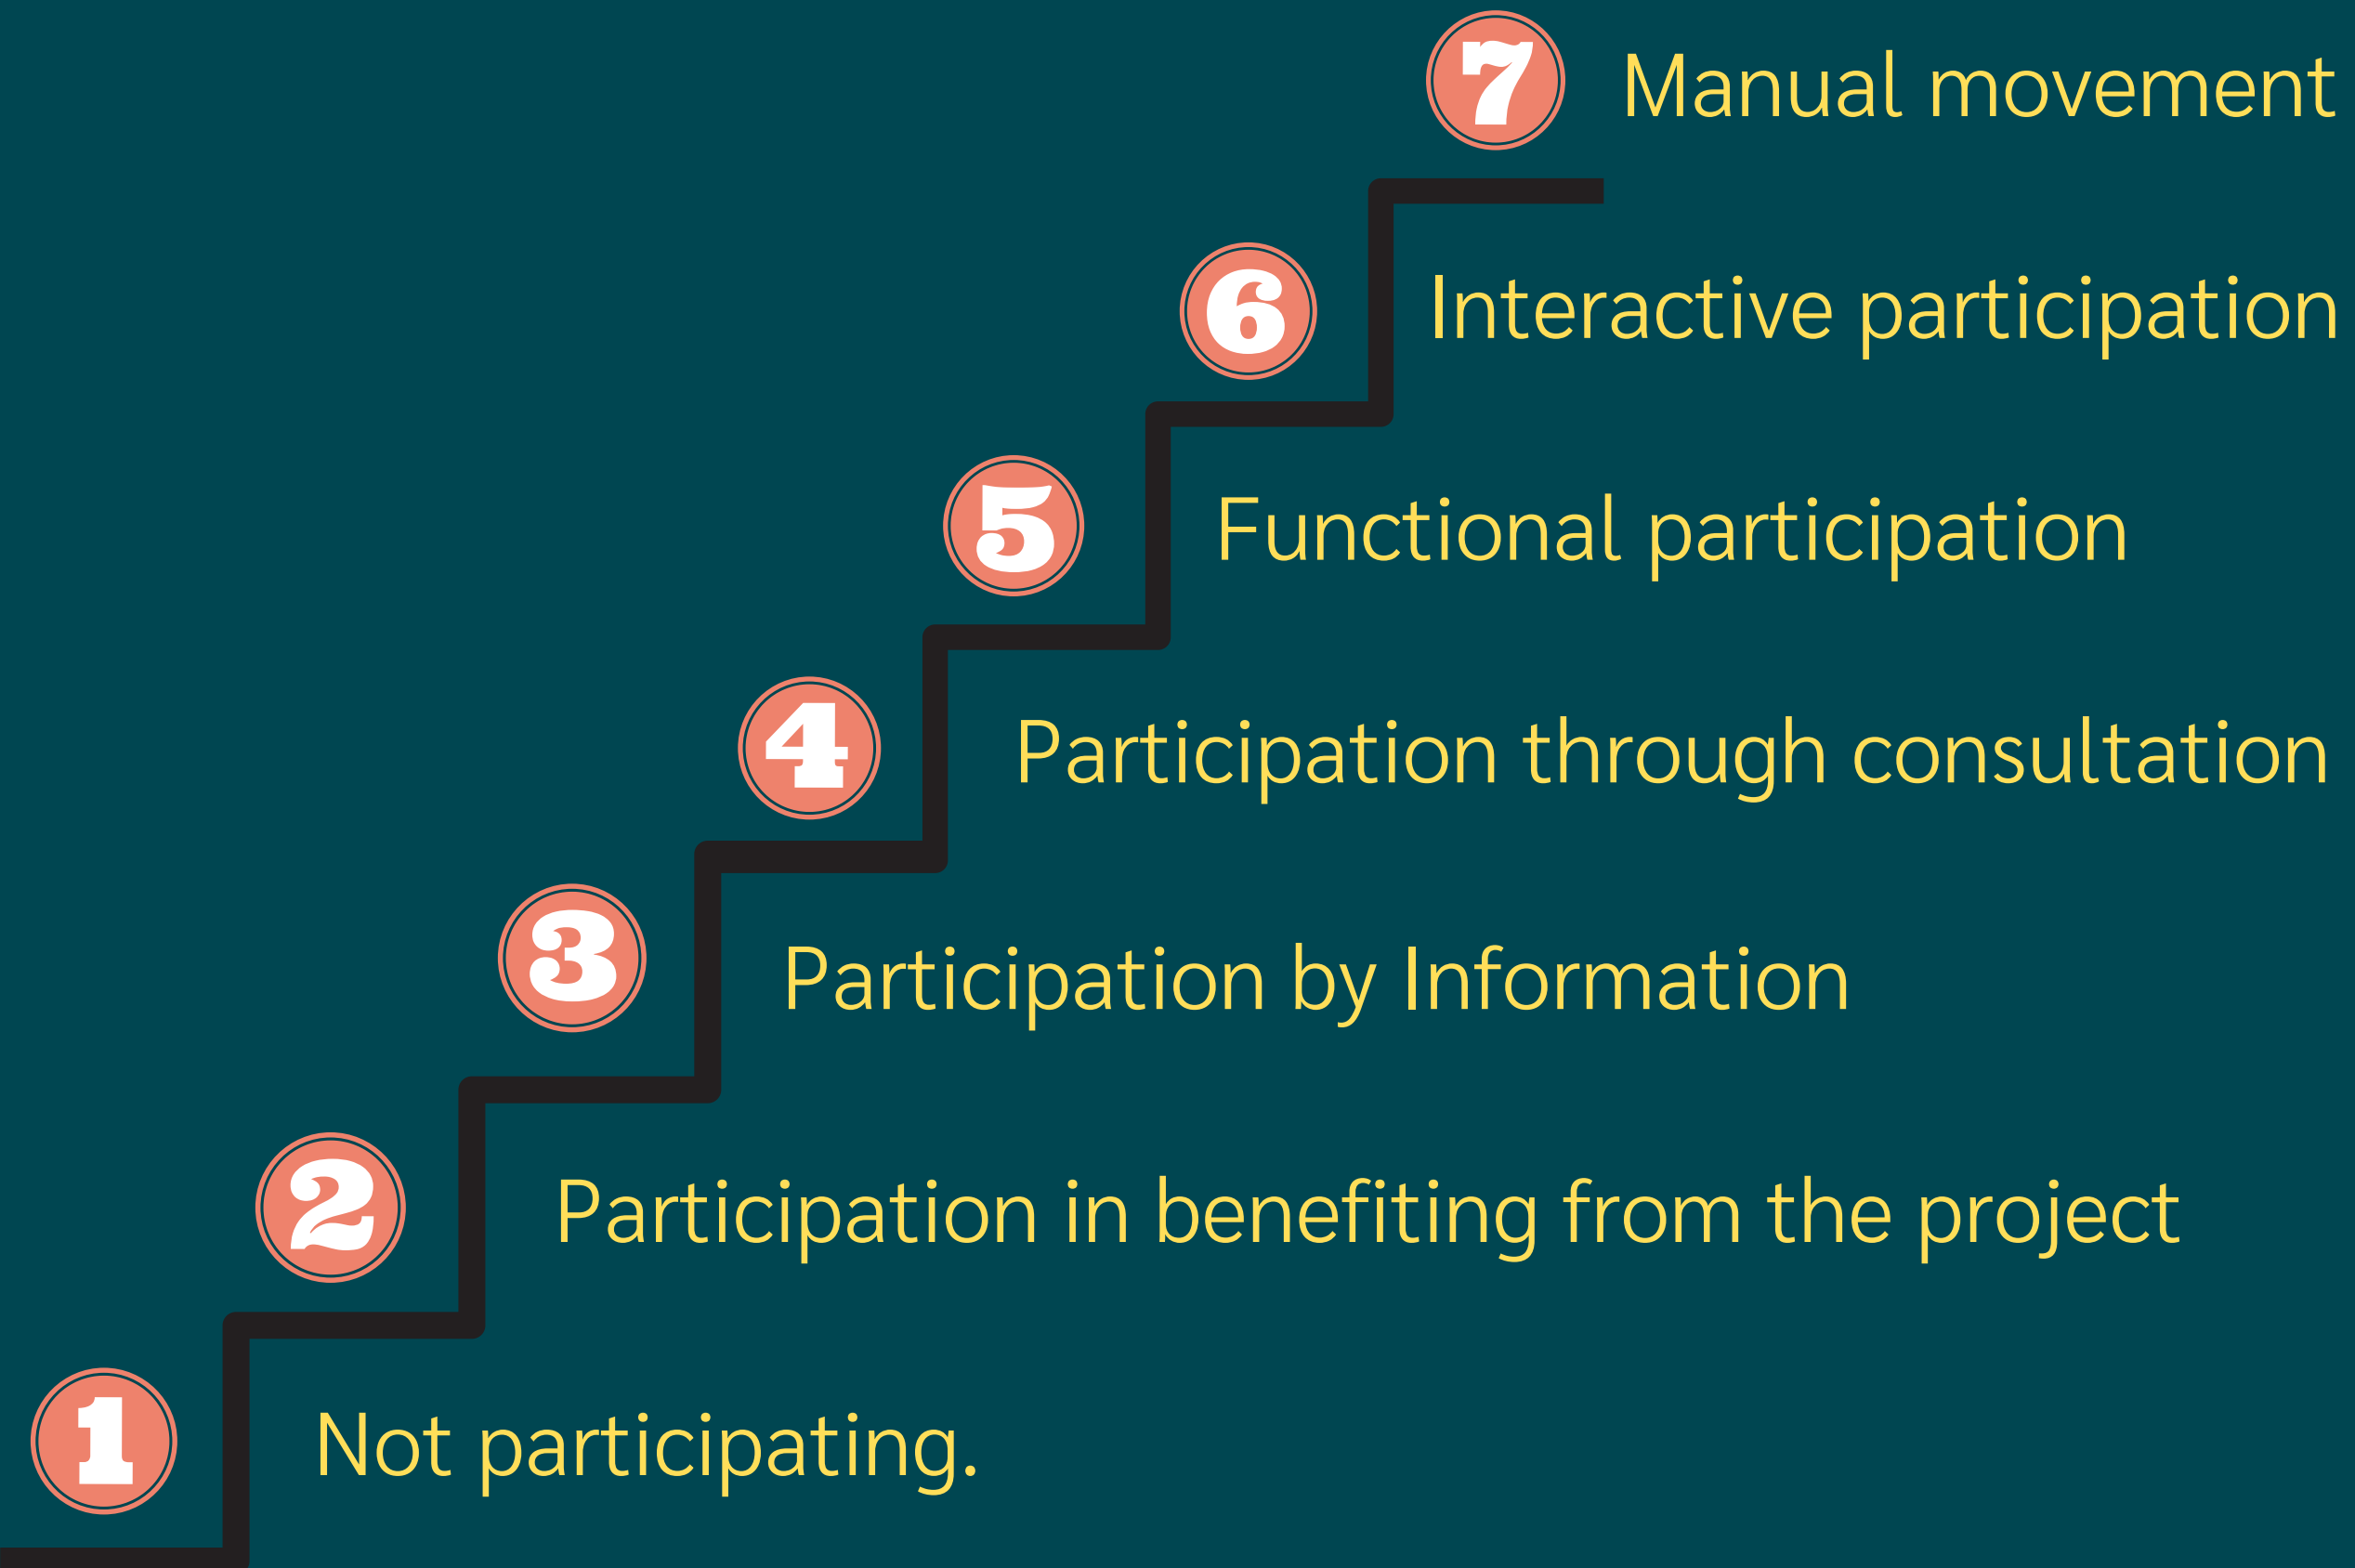 7 Manual movement
6 Interactive participation
5 Functional participation
4 Participation through consultation
3 Participation by Information
2 Participation in benefiting from the project
1 Not participating.